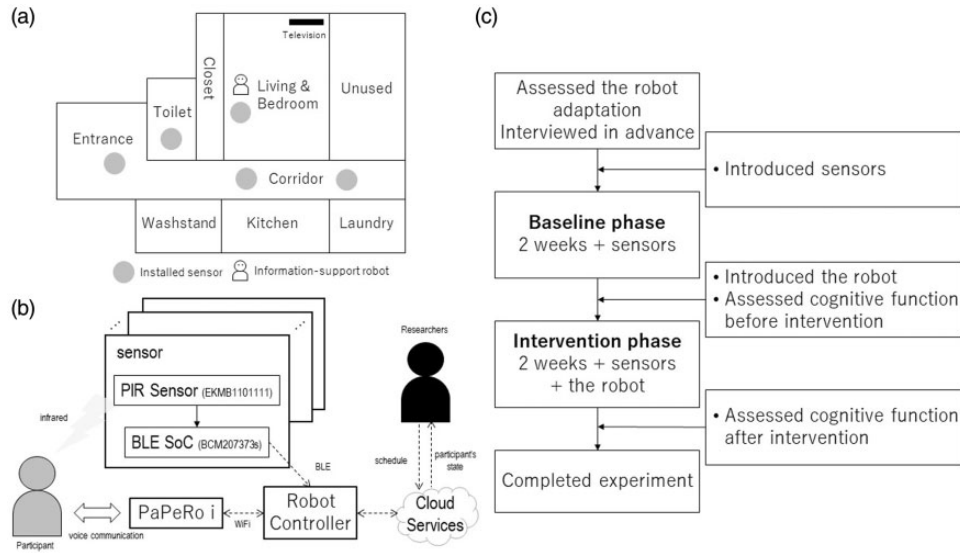 (a)
Television
Closet
Living &
Bedroom
Unused
Toilet
Entrance
Corridor
Washstand
Kitchen
Laundry
Installed sensor
Information-support robot
(b)
sensor
PIR Sensor (EKMB1101111)
BLE SoC (BCM207373s)
infrared
BLE
Researchers
schedule
participant's
state
Participant
voice communication
PaPeRo i
WiFi
Robot
Controller
Cloud
Services
(c)
Assessed the robot
adaptation
Interviewed in advance
• Introduced sensors
Baseline phase
2 weeks + sensors
• Introduced the robot
• Assessed cognitive function
before intervention
Intervention phase
2 weeks + sensors
+ the robot
• Assessed cognitive function
after intervention
Completed experiment